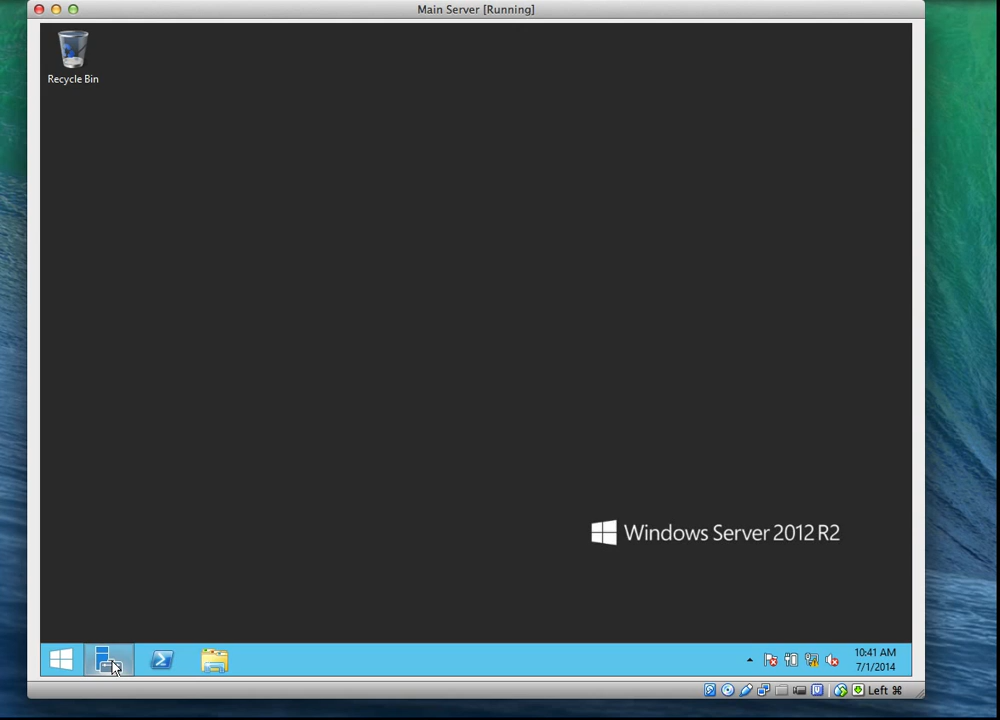 Main Server [Running]
Recycle Bin
Windows Server 2012 R2
10:41 AM
7/1/2014
Left ⌘